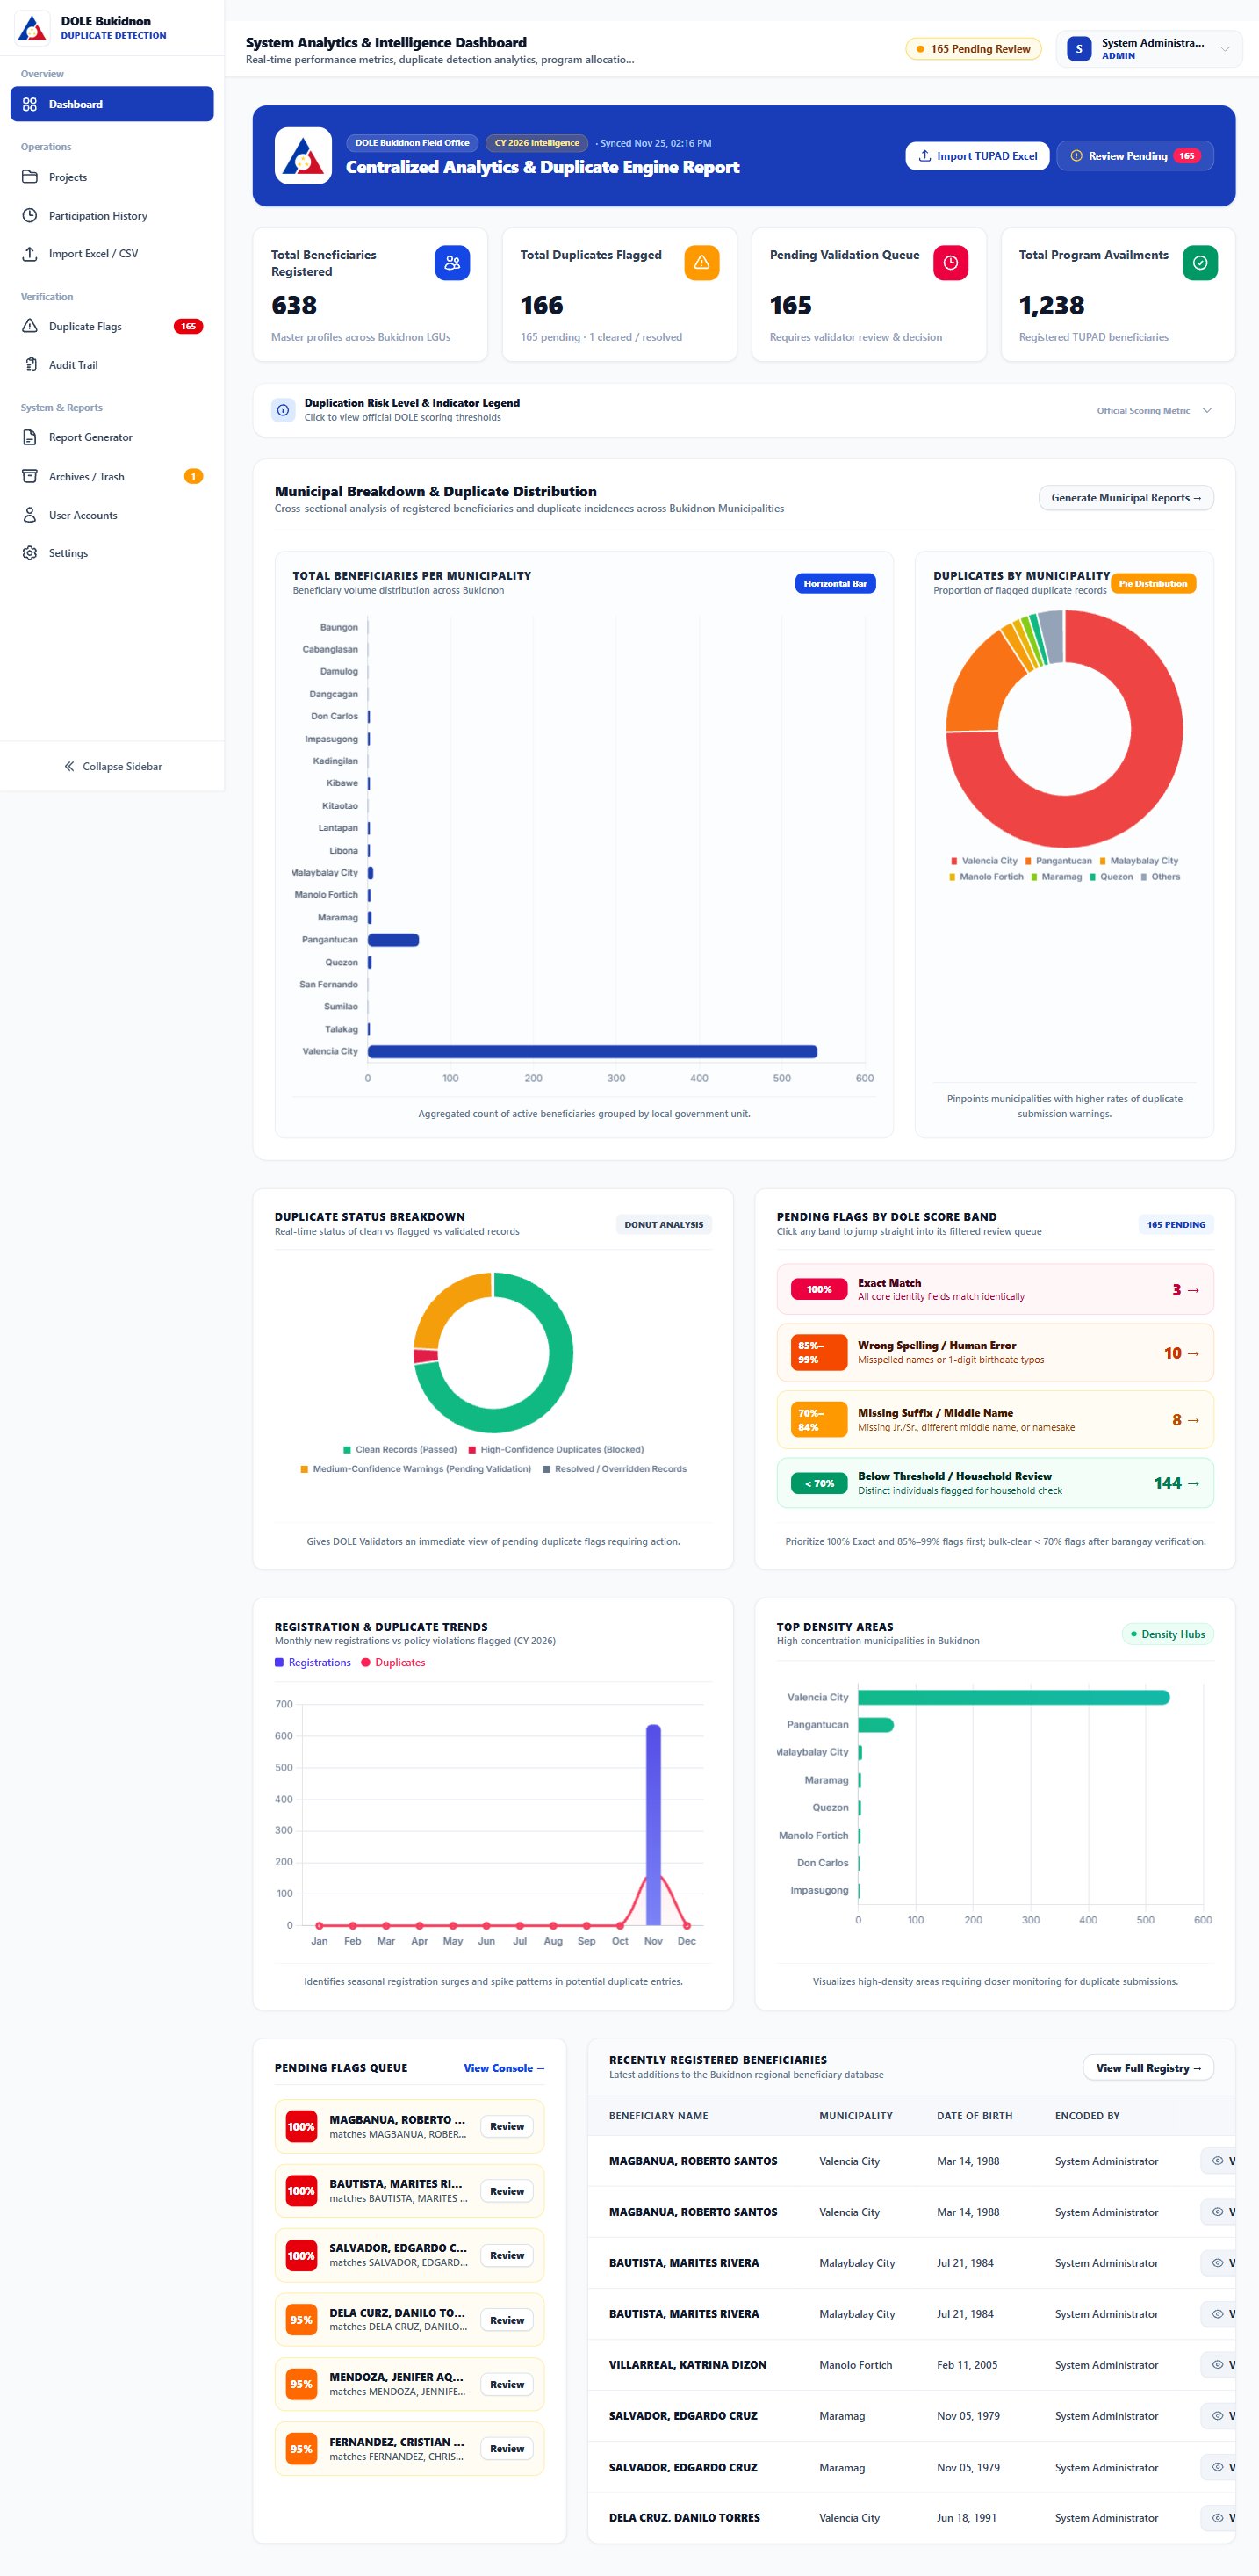 DOLE Bukidnon
DUPLICATE DETECTION
Overview
Dashboard
Operations
Projects
Participation History
Import Excel / CSV
Verification
Duplicate Flags 165
Audit Trail
System & Reports
Report Generator
Archives / Trash 1
User Accounts
Settings
Collapse Sidebar
System Analytics & Intelligence Dashboard
Real-time performance metrics, duplicate detection analytics, program allocatio...
165 Pending Review
S
System Administra...
ADMIN
DOLE Bukidnon Field Office CY 2026 Intelligence · Synced Nov 25, 02:16 PM
Centralized Analytics & Duplicate Engine Report
Import TUPAD Excel
Review Pending 165
Total Beneficiaries
Registered
638
Master profiles across Bukidnon LGUs
Total Duplicates Flagged
166
165 pending · 1 cleared / resolved
Pending Validation Queue
165
Requires validator review & decision
Total Program Availments
1,238
Registered TUPAD beneficiaries
Duplication Risk Level & Indicator Legend
Click to view official DOLE scoring thresholds
Official Scoring Metric
Municipal Breakdown & Duplicate Distribution
Cross-sectional analysis of registered beneficiaries and duplicate incidences across Bukidnon Municipalities
Generate Municipal Reports →
TOTAL BENEFICIARIES PER MUNICIPALITY
Beneficiary volume distribution across Bukidnon
Horizontal Bar
Baungon
Cabanglasan
Damulog
Dangcagan
Don Carlos
Impasugong
Kadingilan
Kibawe
Kitaotao
Lantapan
Libona
Malaybalay City
Manolo Fortich
Maramag
Pangantucan
Quezon
San Fernando
Sumilao
Talakag
Valencia City
0 100 200 300 400 500 600
Aggregated count of active beneficiaries grouped by local government unit.
DUPLICATES BY MUNICIPALITY
Proportion of flagged duplicate records
Pie Distribution
Valencia City Pangantucan Malaybalay City
Manolo Fortich Maramag Quezon Others
Pinpoints municipalities with higher rates of duplicate
submission warnings.
DUPLICATE STATUS BREAKDOWN
Real-time status of clean vs flagged vs validated records
DONUT ANALYSIS
Clean Records (Passed) High-Confidence Duplicates (Blocked)
Medium-Confidence Warnings (Pending Validation) Resolved / Overridden Records
Gives DOLE Validators an immediate view of pending duplicate flags requiring action.
PENDING FLAGS BY DOLE SCORE BAND
Click any band to jump straight into its filtered review queue
165 PENDING
100%
Exact Match
All core identity fields match identically
3 →
85%–
99%
Wrong Spelling / Human Error
Misspelled names or 1-digit birthdate typos
10 →
70%–
84%
Missing Suffix / Middle Name
Missing Jr./Sr., different middle name, or namesake
8 →
< 70%
Below Threshold / Household Review
Distinct individuals flagged for household check
144 →
Prioritize 100% Exact and 85%–99% flags first; bulk-clear < 70% flags after barangay verification.
REGISTRATION & DUPLICATE TRENDS
Monthly new registrations vs policy violations flagged (CY 2026)
Registrations Duplicates
700
600
500
400
300
200
100
0
Jan Feb Mar Apr May Jun Jul Aug Sep Oct Nov Dec
Identifies seasonal registration surges and spike patterns in potential duplicate entries.
TOP DENSITY AREAS
High concentration municipalities in Bukidnon
Density Hubs
Valencia City
Pangantucan
Malaybalay City
Maramag
Quezon
Manolo Fortich
Don Carlos
Impasugong
0 100 200 300 400 500 600
Visualizes high-density areas requiring closer monitoring for duplicate submissions.
PENDING FLAGS QUEUE
View Console →
100%
MAGBANUA, ROBERTO ...
matches MAGBANUA, ROBER...
Review
100%
BAUTISTA, MARITES RI...
matches BAUTISTA, MARITES ...
Review
100%
SALVADOR, EDGARDO C...
matches SALVADOR, EDGARD...
Review
95%
DELA CURZ, DANILO TO...
matches DELA CRUZ, DANILO...
Review
95%
MENDOZA, JENIFER AQ...
matches MENDOZA, JENNIFE...
Review
95%
FERNANDEZ, CRISTIAN ...
matches FERNANDEZ, CHRIS...
Review
RECENTLY REGISTERED BENEFICIARIES
Latest additions to the Bukidnon regional beneficiary database
View Full Registry →
BENEFICIARY NAME MUNICIPALITY DATE OF BIRTH ENCODED BY
MAGBANUA, ROBERTO SANTOS Valencia City Mar 14, 1988 System Administrator V
MAGBANUA, ROBERTO SANTOS Valencia City Mar 14, 1988 System Administrator V
BAUTISTA, MARITES RIVERA Malaybalay City Jul 21, 1984 System Administrator V
BAUTISTA, MARITES RIVERA Malaybalay City Jul 21, 1984 System Administrator V
VILLARREAL, KATRINA DIZON Manolo Fortich Feb 11, 2005 System Administrator V
SALVADOR, EDGARDO CRUZ Maramag Nov 05, 1979 System Administrator V
SALVADOR, EDGARDO CRUZ Maramag Nov 05, 1979 System Administrator V
DELA CRUZ, DANILO TORRES Valencia City Jun 18, 1991 System Administrator V